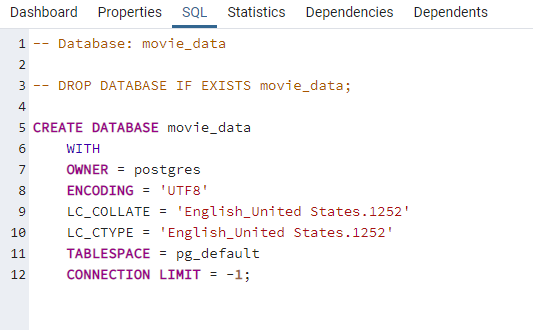 Dashboard Properties SQL Statistics Dependencies Dependents
1 -- Database: movie_data
2
3 -- DROP DATABASE IF EXISTS movie_data;
4
5 CREATE DATABASE movie_data
6     WITH
7     OWNER = postgres
8     ENCODING = 'UTF8'
9     LC_COLLATE = 'English_United States.1252'
10     LC_CTYPE = 'English_United States.1252'
11     TABLESPACE = pg_default
12     CONNECTION LIMIT = -1;